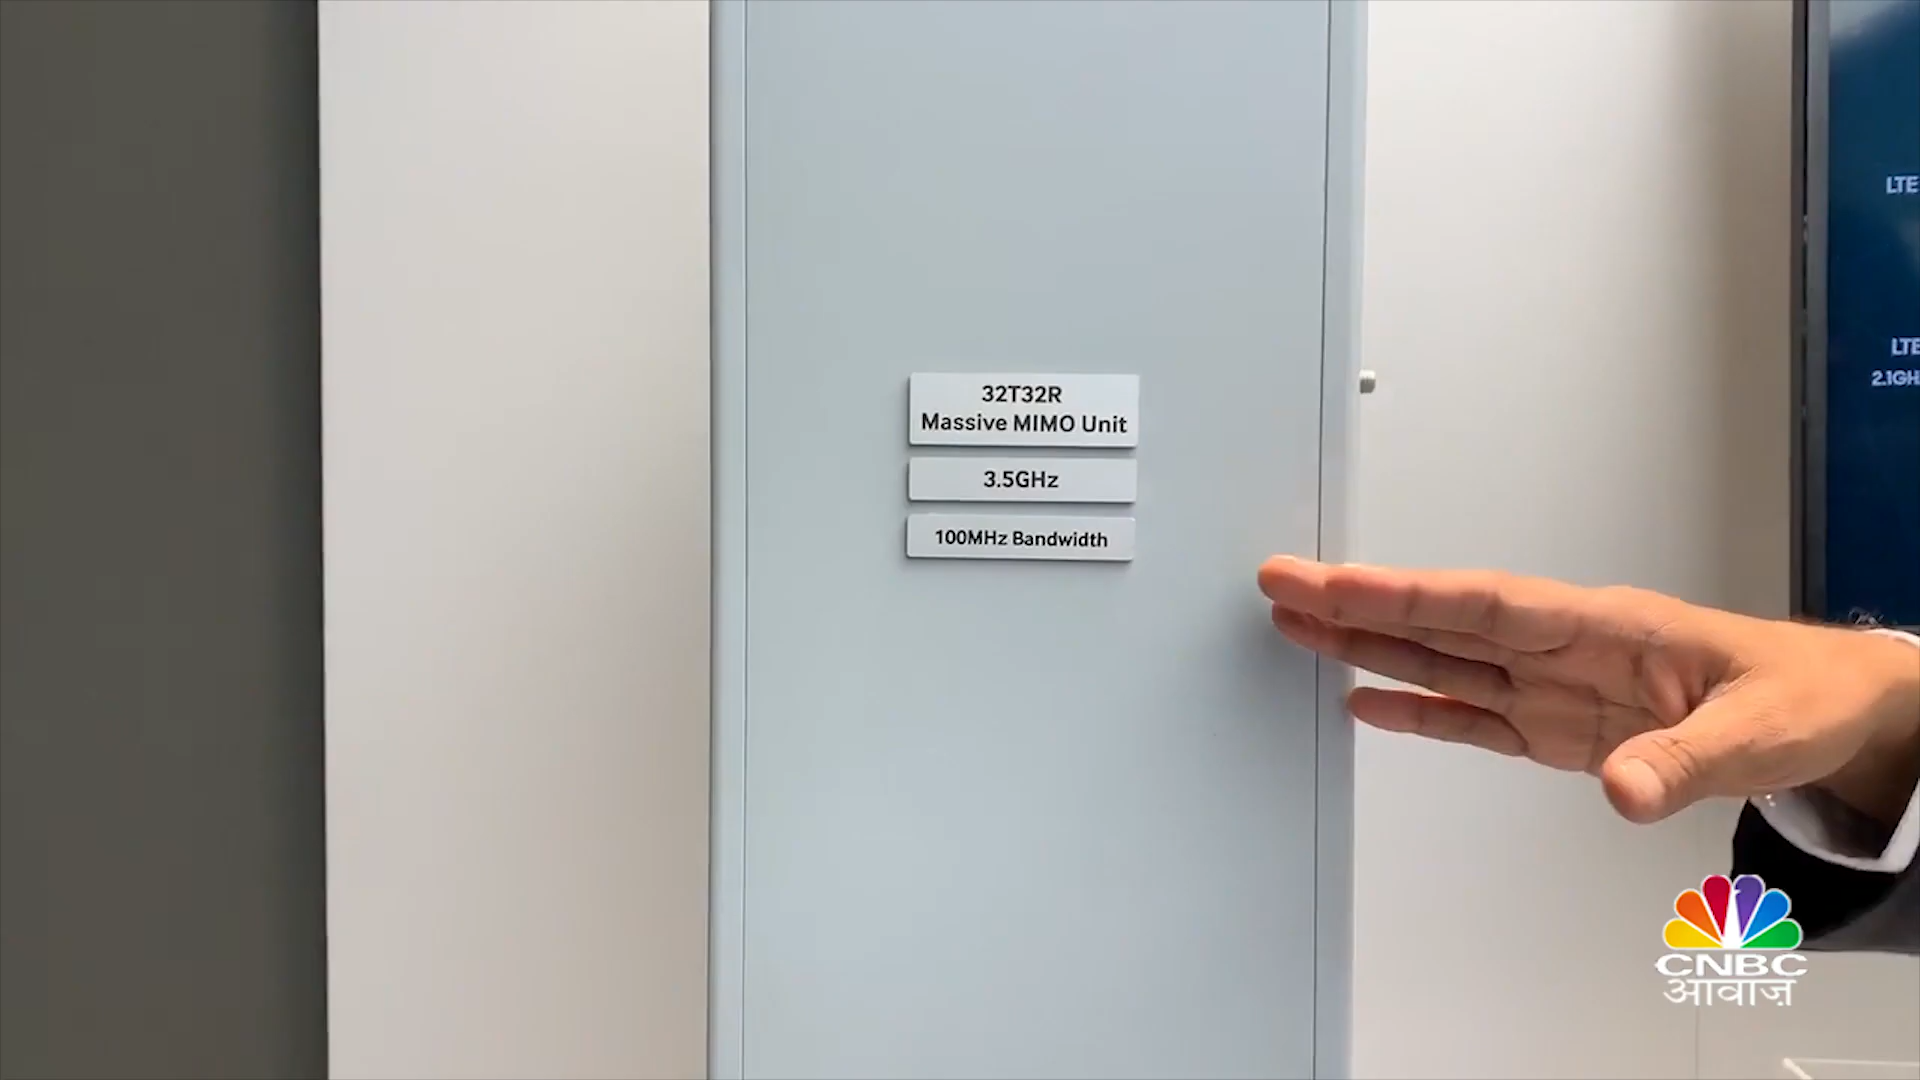 32T32R
Massive MIMO Unit
3.5GHz
100MHz Bandwidth
LTE
LTE
2.1GH
CNBC
आवाज़